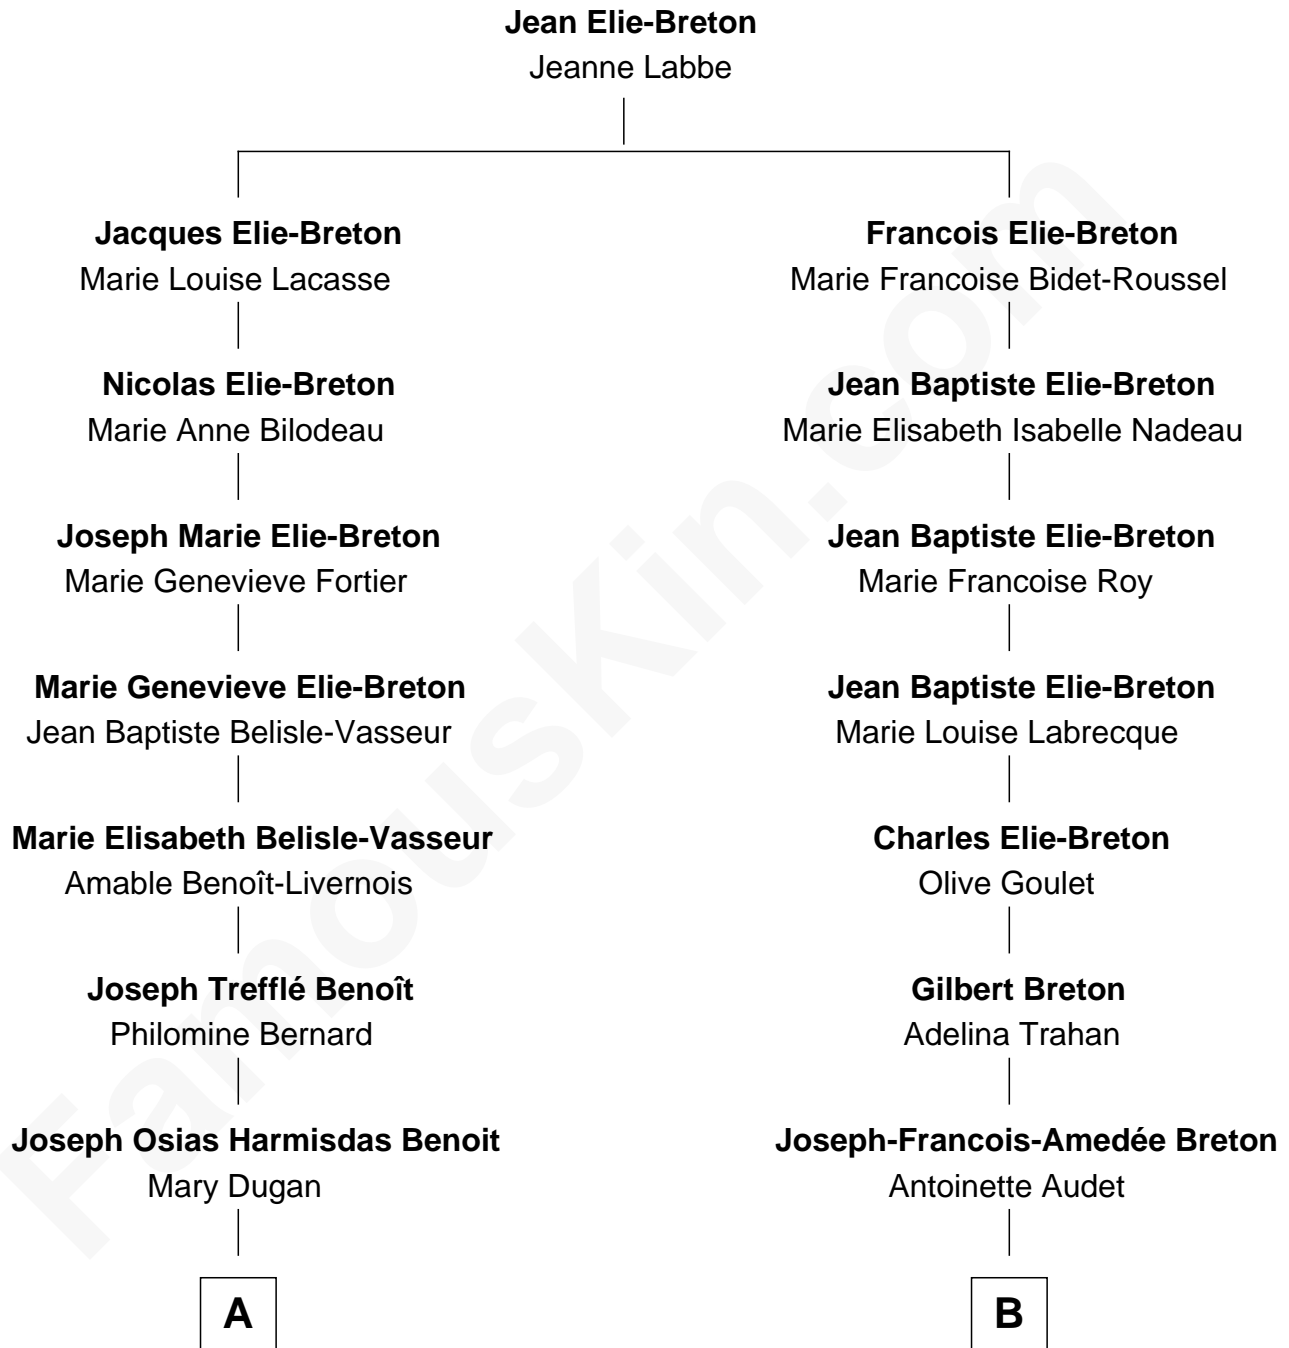 Jean Elie-Breton
Jeanne Labbe
Jacques Elie-Breton
Marie Louise Lacasse
Nicolas Elie-Breton
Marie Anne Bilodeau
Joseph Marie Elie-Breton
Marie Genevieve Fortier
Marie Genevieve Elie-Breton
Jean Baptiste Belisle-Vasseur
Marie Elisabeth Belisle-Vasseur
Amable Benoît-Livernois
Joseph Trefflé Benoît
Philomine Bernard
Joseph Osias Harmisdas Benoit
Mary Dugan
A
Francois Elie-Breton
Marie Francoise Bidet-Roussel
Jean Baptiste Elie-Breton
Marie Elisabeth Isabelle Nadeau
Jean Baptiste Elie-Breton
Marie Francoise Roy
Jean Baptiste Elie-Breton
Marie Louise Labrecque
Charles Elie-Breton
Olive Goulet
Gilbert Breton
Adelina Trahan
Joseph-Francois-Amedée Breton
Antoinette Audet
B
FamousKin.com